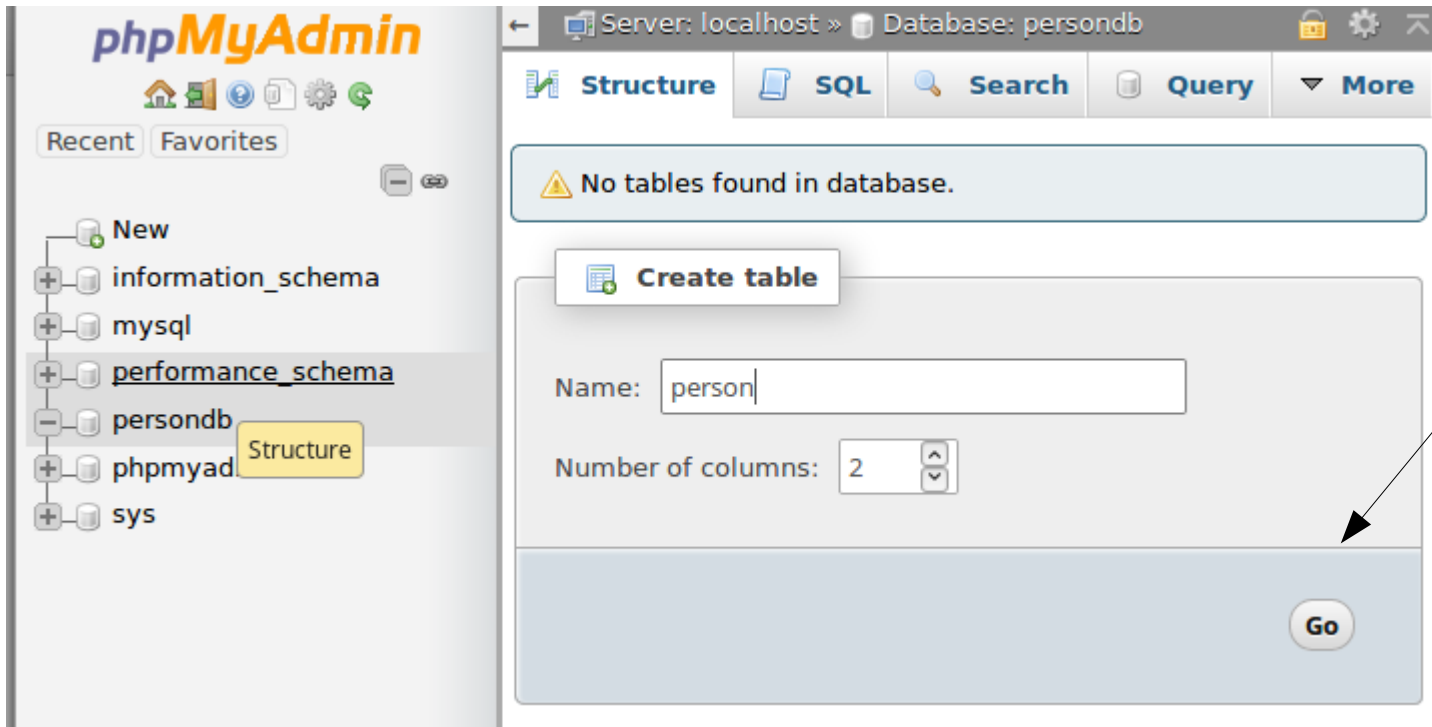 phpMyAdmin
Recent Favorites
New
information_schema
mysql
performance_schema
persondb
Structure
phpmyad
sys
Server: localhost » Database: persondb
Structure SQL Search Query More
No tables found in database.
Create table
Name: person
Number of columns: 2
Go